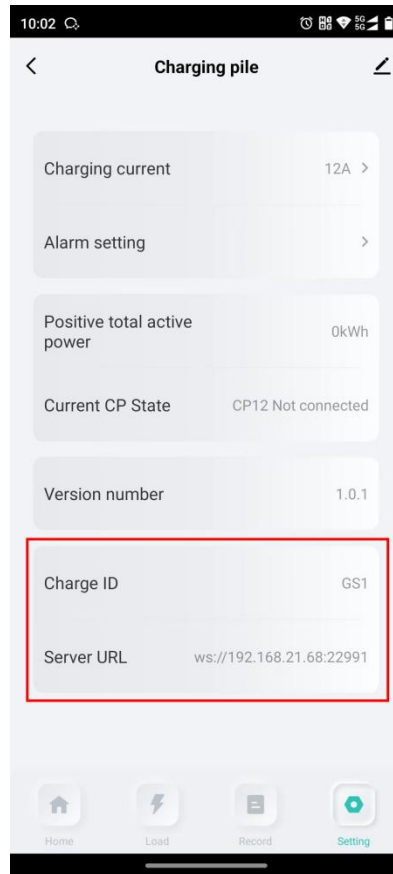 10:02
5G
5G
Charging pile
Charging current 12A >
Alarm setting >
Positive total active
power 0kWh
Current CP State CP12 Not connected
Version number 1.0.1
Charge ID GS1
Server URL ws://192.168.21.68:22991
Home Load Record Setting